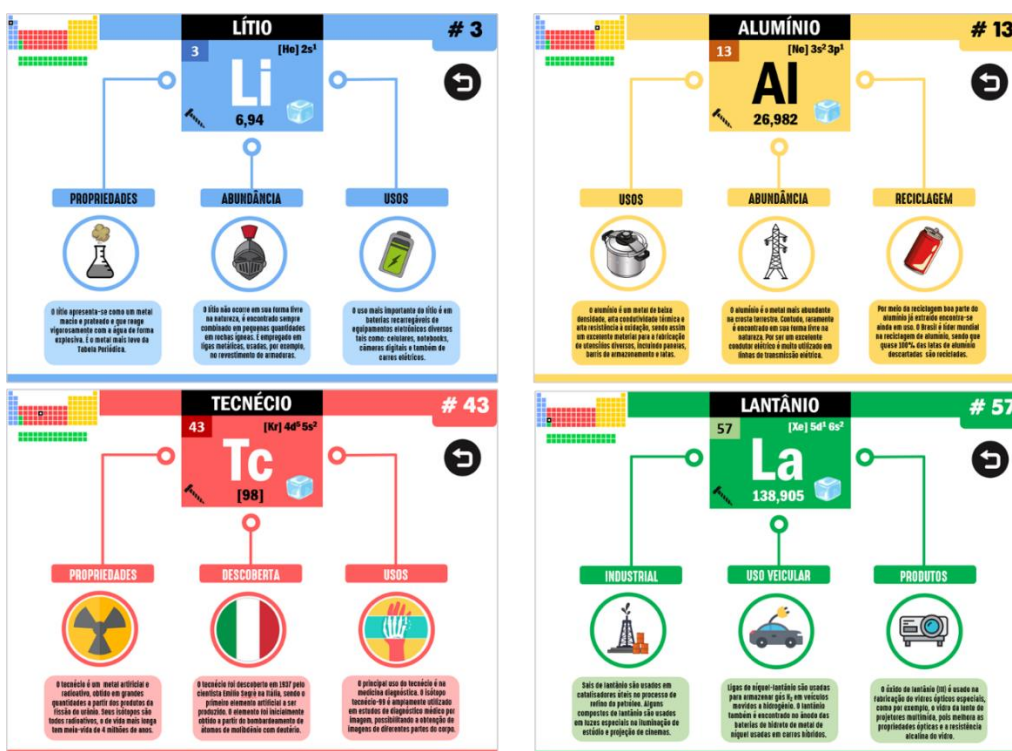 LÍTIO
# 3
3
[He] 2s¹
Li
6,94
PROPRIEDADES
ABUNDÂNCIA
USOS
O lítio apresenta-se como um metal
macio e prateado e que reage
vigorosamente com a água de forma
explosiva. É o metal mais leve da
Tabela Periódica.
O lítio não ocorre em sua forma livre
na natureza, é encontrado sempre
combinado em pequenas quantidades
em rochas ígneas. É empregado em
ligas metálicas, usadas, por exemplo,
no revestimento de armaduras.
O uso mais importante do lítio é em
baterias recarregáveis de
equipamentos eletrônicos diversos
tais como: celulares, notebooks,
câmeras digitais e também de
carros elétricos.
ALUMÍNIO
# 13
13
[Ne] 3s² 3p¹
Al
26,982
USOS
ABUNDÂNCIA
RECICLAGEM
O alumínio é um metal de baixa
densidade, alta condutividade térmica e
alta resistência à oxidação, sendo assim
um excelente material para a fabricação
de utensílios diversos, incluindo panelas,
barris de armazenamento e latas.
O alumínio é o metal mais abundante
na crosta terrestre. Contudo, raramente
é encontrado em sua forma livre na
natureza. Por ser um excelente
condutor elétrico é muito utilizado em
linhas de transmissão elétrica.
Por meio da reciclagem boa parte do
alumínio já extraído encontra-se
ainda em uso. O Brasil é líder mundial
na reciclagem de alumínio, sendo que
quase 100% das latas de alumínio
descartadas são recicladas.
TECNÉCIO
# 43
43
[Kr] 4d⁵ 5s²
Tc
[98]
PROPRIEDADES
DESCOBERTA
USOS
O tecnécio é um metal artificial e
radioativo, obtido em grandes
quantidades a partir dos produtos da
fissão do urânio. Seus isótopos são
todos radioativos, o de vida mais longa
tem meia-vida de 4 milhões de anos.
O tecnécio foi descoberto em 1937 pelo
cientista Emilio Segrè na Itália, sendo o
primeiro elemento artificial a ser
produzido. O elemento foi inicialmente
obtido a partir do bombardeamento de
átomos de molibdênio com deutério.
O principal uso do tecnécio é na
medicina diagnóstica. O isótopo
tecnécio-99 é amplamente utilizado
em estudos de diagnóstico médico por
imagem, possibilitando a obtenção de
imagens de diferentes partes do corpo.
LANTÂNIO
# 57
57
[Xe] 5d¹ 6s²
La
138,905
INDUSTRIAL
USO VEICULAR
PRODUTOS
Sais de lantânio são usados em
catalisadores úteis no processo de
refino do petróleo. Alguns
compostos de lantânio são usados
em luzes especiais na iluminação de
estúdio e projeção de cinemas.
Ligas de níquel-lantânio são usadas
para armazenar gás H₂ em veículos
movidos a hidrogênio. O lantânio
também é encontrado no ânodo das
baterias de hidreto de metal de
níquel usadas em carros híbridos.
O óxido de lantânio (III) é usado na
fabricação de vidros ópticos especiais,
como por exemplo, o vidro da lente de
projetores multimídia, pois melhora as
propriedades ópticas e a resistência
alcalina do vidro.